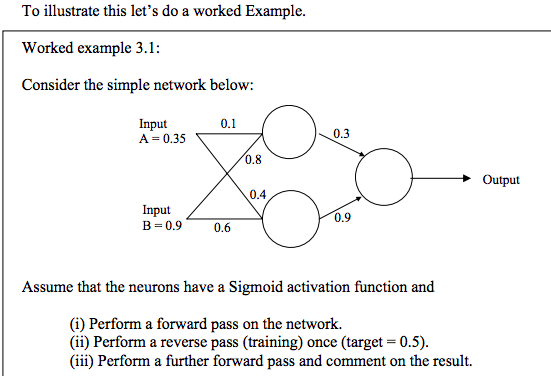 To illustrate this let's do a worked Example.
Worked example 3.1:
Consider the simple network below:
Input
A = 0.35
0.1
0.3
0.8
Output
0.4
Input
B = 0.9
0.6
0.9
Assume that the neurons have a Sigmoid activation function and
(i) Perform a forward pass on the network.
(ii) Perform a reverse pass (training) once (target = 0.5).
(iii) Perform a further forward pass and comment on the result.